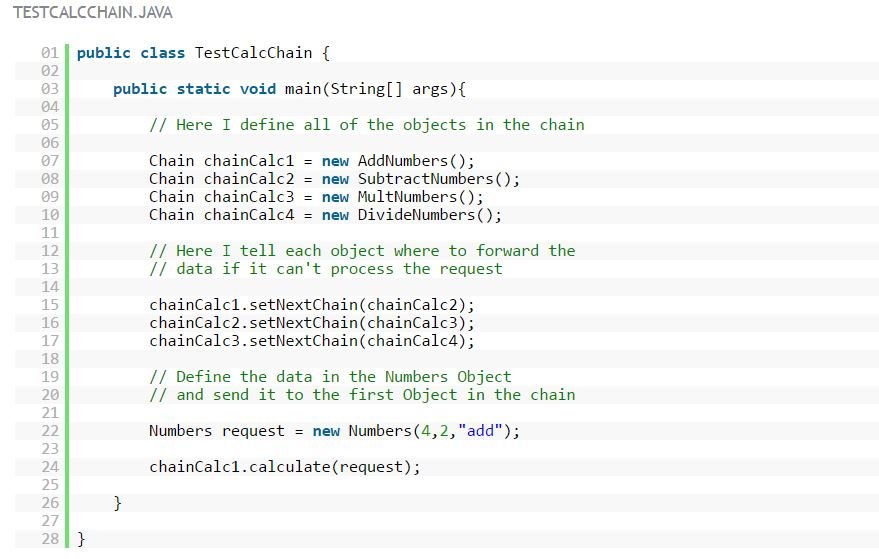 TESTCALCCHAIN.JAVA
01 public class TestCalcChain {
02
03     public static void main(String[] args){
04
05         // Here I define all of the objects in the chain
06
07         Chain chainCalc1 = new AddNumbers();
08         Chain chainCalc2 = new SubtractNumbers();
09         Chain chainCalc3 = new MultNumbers();
10         Chain chainCalc4 = new DivideNumbers();
11
12         // Here I tell each object where to forward the
13         // data if it can't process the request
14
15         chainCalc1.setNextChain(chainCalc2);
16         chainCalc2.setNextChain(chainCalc3);
17         chainCalc3.setNextChain(chainCalc4);
18
19         // Define the data in the Numbers Object
20         // and send it to the first Object in the chain
21
22         Numbers request = new Numbers(4,2,"add");
23
24         chainCalc1.calculate(request);
25
26     }
27
28 }